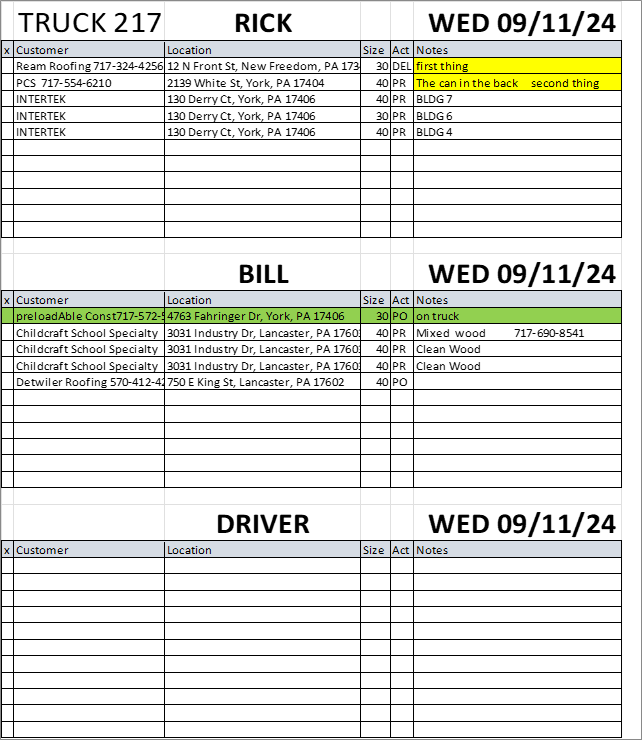 TRUCK 217 RICK WED 09/11/24
x Customer Location Size Act Notes
Ream Roofing 717-324-4256 12 N Front St, New Freedom, PA 173 30 DEL first thing
PCS 717-554-6210 2139 White St, York, PA 17404 40 PR The can in the back second thing
INTERTEK 130 Derry Ct, York, PA 17406 40 PR BLDG 7
INTERTEK 130 Derry Ct, York, PA 17406 30 PR BLDG 6
INTERTEK 130 Derry Ct, York, PA 17406 40 PR BLDG 4
BILL WED 09/11/24
x Customer Location Size Act Notes
preloadAble Const717-572-5 4763 Fahringer Dr, York, PA 17406 30 PO on truck
Childcraft School Specialty 3031 Industry Dr, Lancaster, PA 1760 40 PR Mixed wood 717-690-8541
Childcraft School Specialty 3031 Industry Dr, Lancaster, PA 1760 40 PR Clean Wood
Childcraft School Specialty 3031 Industry Dr, Lancaster, PA 1760 40 PR Clean Wood
Detwiler Roofing 570-412-42 750 E King St, Lancaster, PA 17602 40 PO
DRIVER WED 09/11/24
x Customer Location Size Act Notes